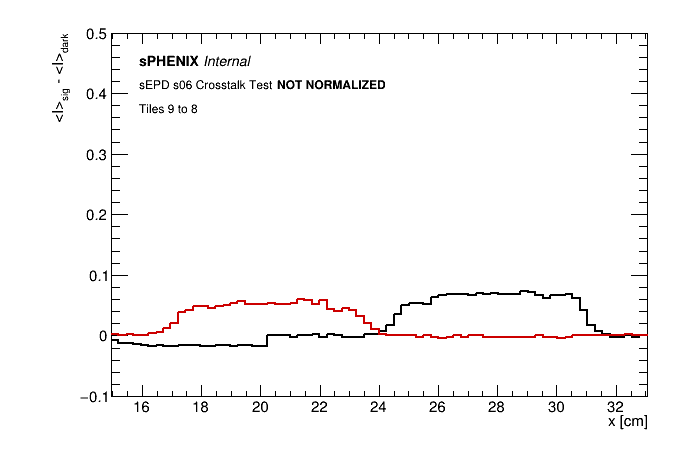 <I>sig - <I>dark
0.5
0.4
0.3
0.2
0.1
0
−0.1
sPHENIX Internal
sEPD s06 Crosstalk Test NOT NORMALIZED
Tiles 9 to 8
16 18 20 22 24 26 28 30 32
x [cm]